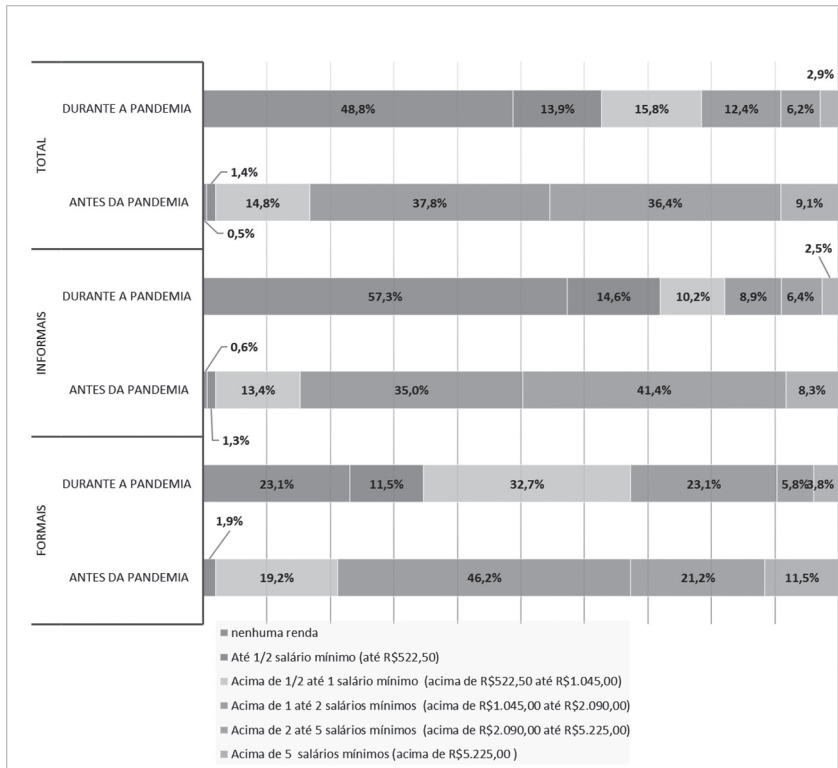 2,9%
TOTAL
DURANTE A PANDEMIA
48,8%
13,9%
15,8%
12,4%
6,2%
1,4%
ANTES DA PANDEMIA
14,8%
37,8%
36,4%
9,1%
0,5%
2,5%
INFORMAIS
DURANTE A PANDEMIA
57,3%
14,6%
10,2%
8,9%
6,4%
0,6%
ANTES DA PANDEMIA
13,4%
35,0%
41,4%
8,3%
1,3%
FORMAIS
DURANTE A PANDEMIA
23,1%
11,5%
32,7%
23,1%
5,8%
3,8%
1,9%
ANTES DA PANDEMIA
19,2%
46,2%
21,2%
11,5%
nenhuma renda
Até 1/2 salário mínimo (até R$522,50)
Acima de 1/2 até 1 salário mínimo (acima de R$522,50 até R$1.045,00)
Acima de 1 até 2 salários mínimos (acima de R$1.045,00 até R$2.090,00)
Acima de 2 até 5 salários mínimos (acima de R$2.090,00 até R$5.225,00)
Acima de 5 salários mínimos (acima de R$5.225,00 )